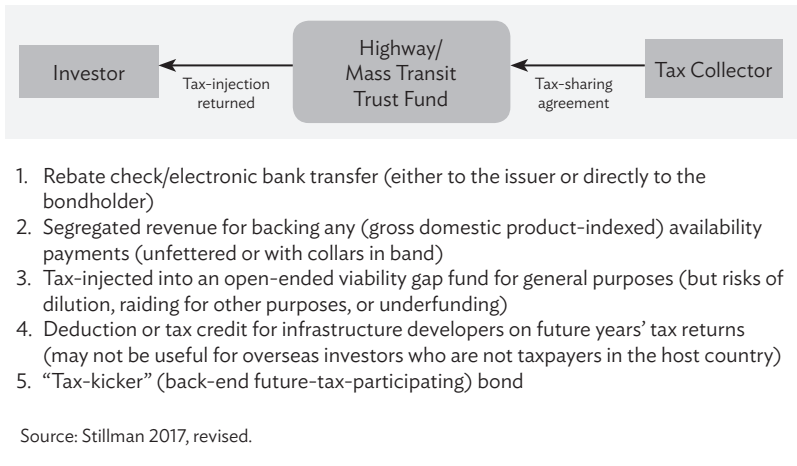 Investor
Tax-injection
returned
Highway/
Mass Transit
Trust Fund
Tax-sharing
agreement
Tax Collector
1. Rebate check/electronic bank transfer (either to the issuer or directly to the
bondholder)
2. Segregated revenue for backing any (gross domestic product-indexed) availability
payments (unfettered or with collars in band)
3. Tax-injected into an open-ended viability gap fund for general purposes (but risks of
dilution, raiding for other purposes, or underfunding)
4. Deduction or tax credit for infrastructure developers on future years’ tax returns
(may not be useful for overseas investors who are not taxpayers in the host country)
5. “Tax-kicker” (back-end future-tax-participating) bond
Source: Stillman 2017, revised.